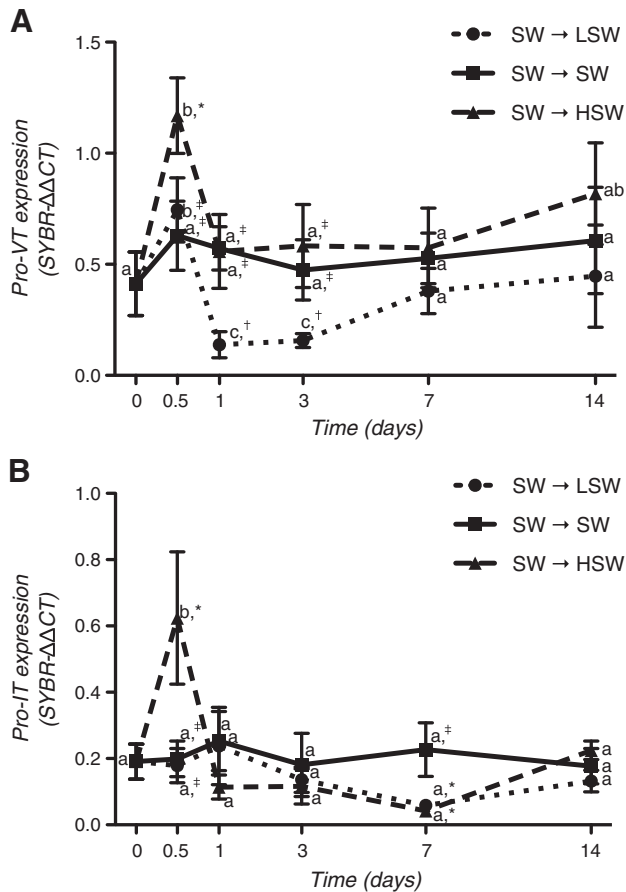 A
SW → LSW
SW → SW
SW → HSW
Pro-VT expression
(SYBR-ΔΔCT)
1.5
1.0
0.5
0.0
a
b,*
b,‡
a,‡
a,‡
a,‡
c,†
a,‡
a,‡
c,†
a
a
a
ab
a
a
0 0.5 1 3 7 14
Time (days)
B
SW → LSW
SW → SW
SW → HSW
Pro-IT expression
(SYBR-ΔΔCT)
1.0
0.8
0.6
0.4
0.2
0.0
a
b,*
a,‡
a,‡
a
a
a
a
a
a
a,‡
a,*
a,*
a
a
a
0 0.5 1 3 7 14
Time (days)